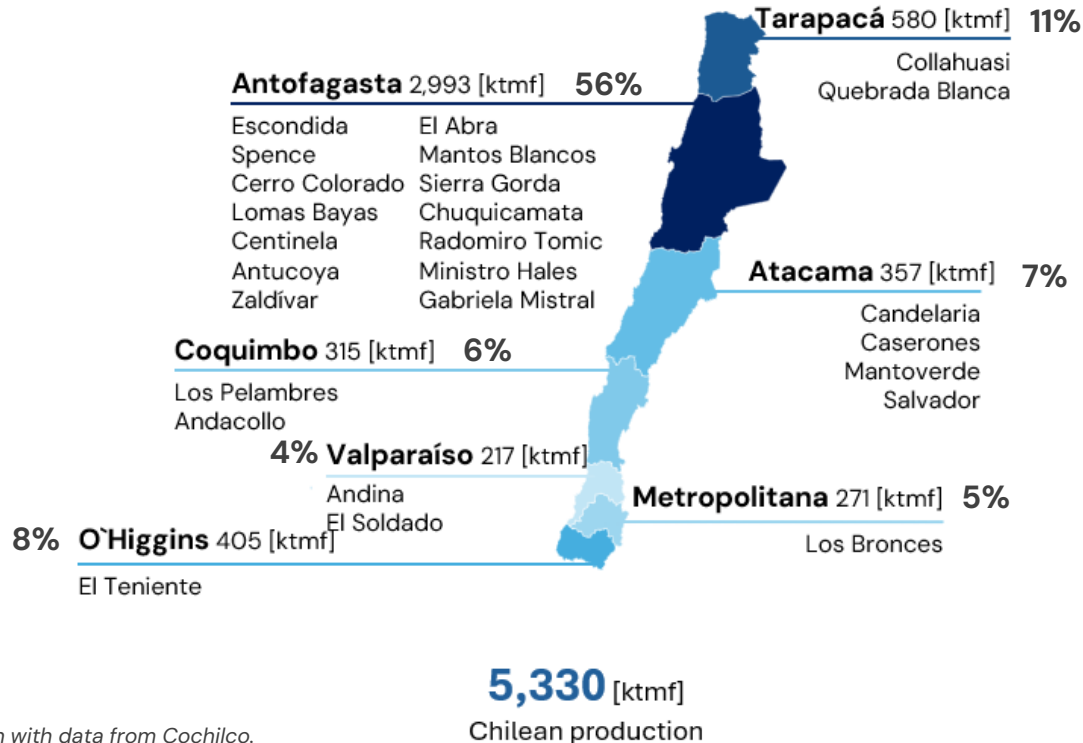 Tarapacá 580 [ktmf] 11%
Collahuasi
Quebrada Blanca
Antofagasta 2,993 [ktmf] 56%
Escondida El Abra
Spence Mantos Blancos
Cerro Colorado Sierra Gorda
Lomas Bayas Chuquicamata
Centinela Radomiro Tomic
Antucoya Ministro Hales
Zaldívar Gabriela Mistral
Atacama 357 [ktmf] 7%
Candelaria
Caserones
Mantoverde
Salvador
Coquimbo 315 [ktmf] 6%
Los Pelambres
Andacollo
4% Valparaíso 217 [ktmf]
Andina
El Soldado
Metropolitana 271 [ktmf] 5%
Los Bronces
8% O`Higgins 405 [ktmf]
El Teniente
5,330 [ktmf]
Chilean production
with data from Cochilco.